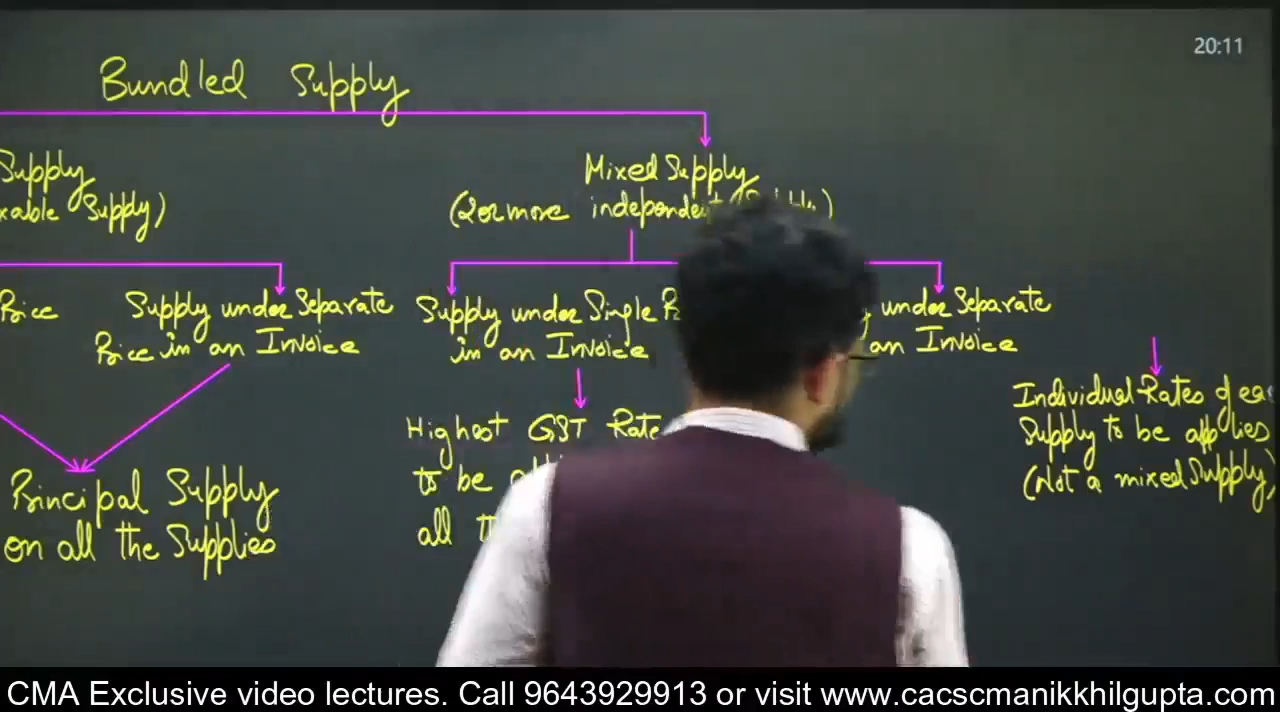 20:11
Bundled Supply
Supply
xable Supply)
Mixed Supply
(2 or more independent
Price
Supply under Separate
Price in an Invoice
Supply under Single
in an Invoice
under Separate
an Invoice
Principal Supply
on all the Supplies
Highest GST Rate
to be
all
Individual Rates of
Supply to be applies
(Not a mixed Supply)
CMA Exclusive video lectures. Call 9643929913 or visit www.cacscmanikkhilgupta.com